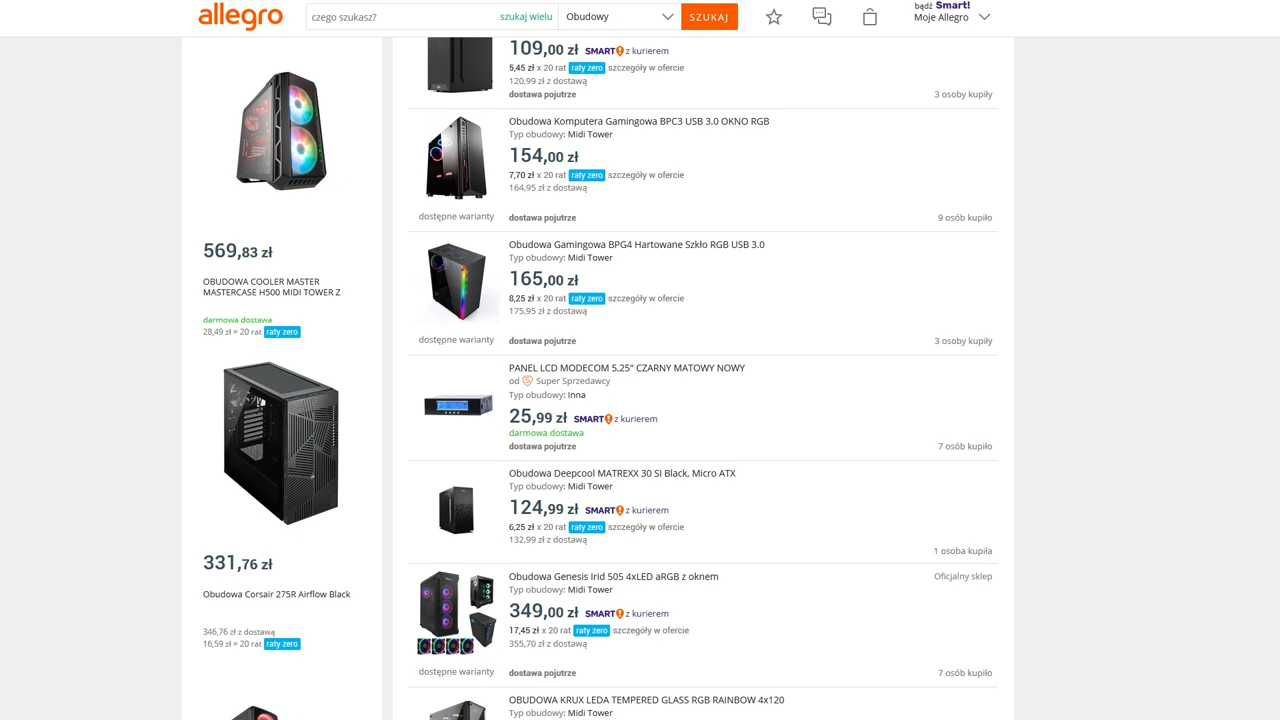 allegro
czego szukasz?
szukaj wielu
Obudowy
SZUKAJ
bądź Smart!
Moje Allegro
569,83 zł
OBUDOWA COOLER MASTER
MASTERCASE H500 MIDI TOWER Z
darmowa dostawa
28,49 zł × 20 rat raty zero
331,76 zł
Obudowa Corsair 275R Airflow Black
346,76 zł z dostawą
16,59 zł × 20 rat raty zero
109,00 zł SMART! z kurierem
5,45 zł x 20 rat raty zero szczegóły w ofercie
120,99 zł z dostawą
dostawa pojutrze
3 osoby kupiły
Obudowa Komputera Gamingowa BPC3 USB 3.0 OKNO RGB
Typ obudowy: Midi Tower
154,00 zł
7,70 zł x 20 rat raty zero szczegóły w ofercie
164,95 zł z dostawą
dostępne warianty
dostawa pojutrze
9 osób kupiło
Obudowa Gamingowa BPG4 Hartowane Szkło RGB USB 3.0
Typ obudowy: Midi Tower
165,00 zł
8,25 zł x 20 rat raty zero szczegóły w ofercie
175,95 zł z dostawą
dostępne warianty
dostawa pojutrze
3 osoby kupiły
PANEL LCD MODECOM 5,25" CZARNY MATOWY NOWY
od Super Sprzedawcy
Typ obudowy: Inna
25,99 zł SMART! z kurierem
darmowa dostawa
dostawa pojutrze
7 osób kupiło
Obudowa Deepcool MATREXX 30 SI Black, Micro ATX
Typ obudowy: Midi Tower
124,99 zł SMART! z kurierem
6,25 zł x 20 rat raty zero szczegóły w ofercie
132,99 zł z dostawą
1 osoba kupiła
Obudowa Genesis Irid 505 4xLED aRGB z oknem
Oficjalny sklep
Typ obudowy: Midi Tower
349,00 zł SMART! z kurierem
17,45 zł x 20 rat raty zero szczegóły w ofercie
355,70 zł z dostawą
dostępne warianty
dostawa pojutrze
7 osób kupiło
OBUDOWA KRUX LEDA TEMPERED GLASS RGB RAINBOW 4x120
Typ obudowy: Midi Tower